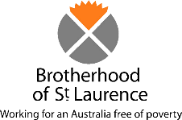 Brotherhood
of St Laurence
Working for an Australia free of poverty